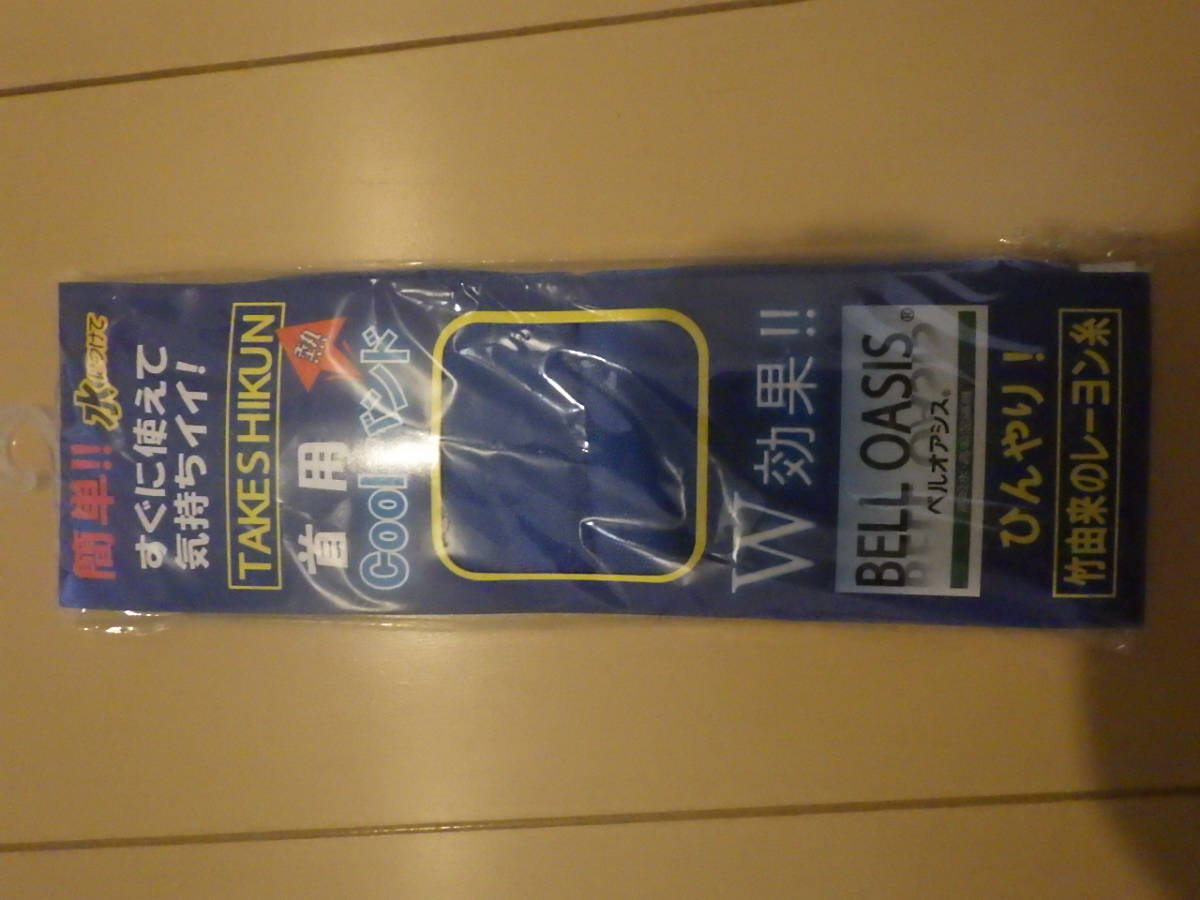 簡単!! 水につけて
すぐに使えて
気持ちイイ!
TAKESHIKUN
首用 熱
Coolバンド
W効果!!
BELL OASIS®
ベルオアシス®
ひんやり!
竹由来のレーヨン糸